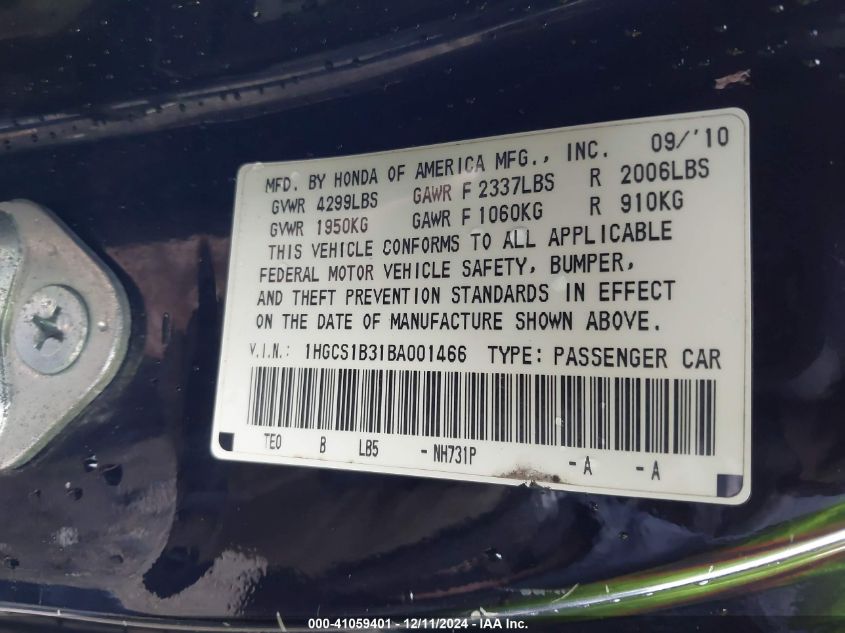 09/'10
MFD. BY HONDA OF AMERICA MFG., INC.
GVWR 4299LBS GAWR F 2337LBS R 2006LBS
GVWR 1950KG GAWR F 1060KG R 910KG
THIS VEHICLE CONFORMS TO ALL APPLICABLE
FEDERAL MOTOR VEHICLE SAFETY, BUMPER,
AND THEFT PREVENTION STANDARDS IN EFFECT
ON THE DATE OF MANUFACTURE SHOWN ABOVE.
V.I.N.: 1HGCS1B31BA001466 TYPE: PASSENGER CAR
TE0 B LB5 - NH731P - A - A
000-41059401 - 12/11/2024 - IAA Inc.